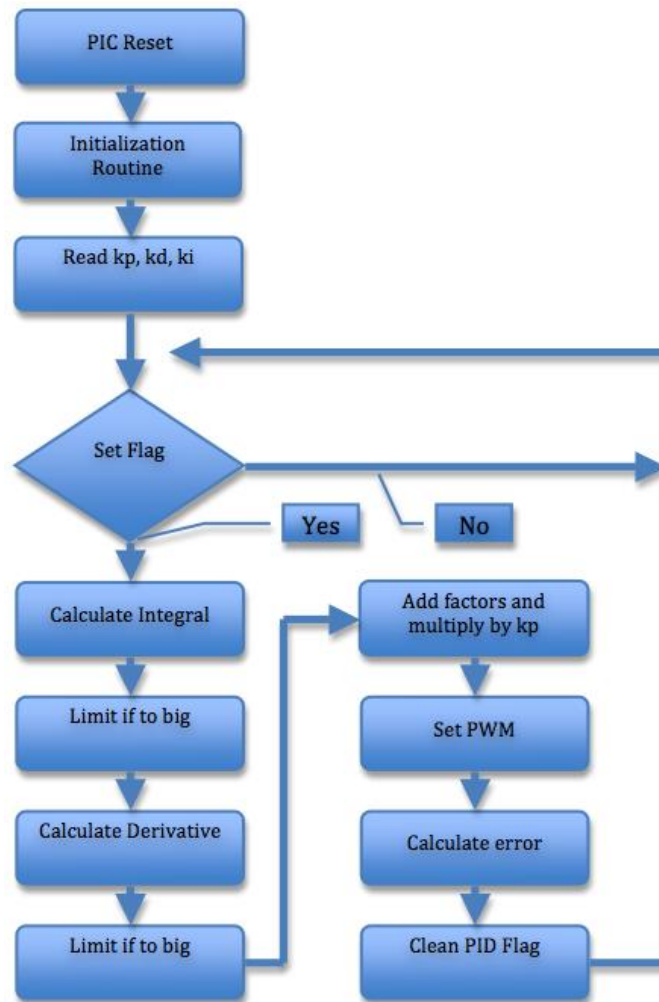 PIC Reset
Initialization
Routine
Read kp, kd, ki
Set Flag
Yes
No
Calculate Integral
Limit if to big
Calculate Derivative
Limit if to big
Add factors and
multiply by kp
Set PWM
Calculate error
Clean PID Flag